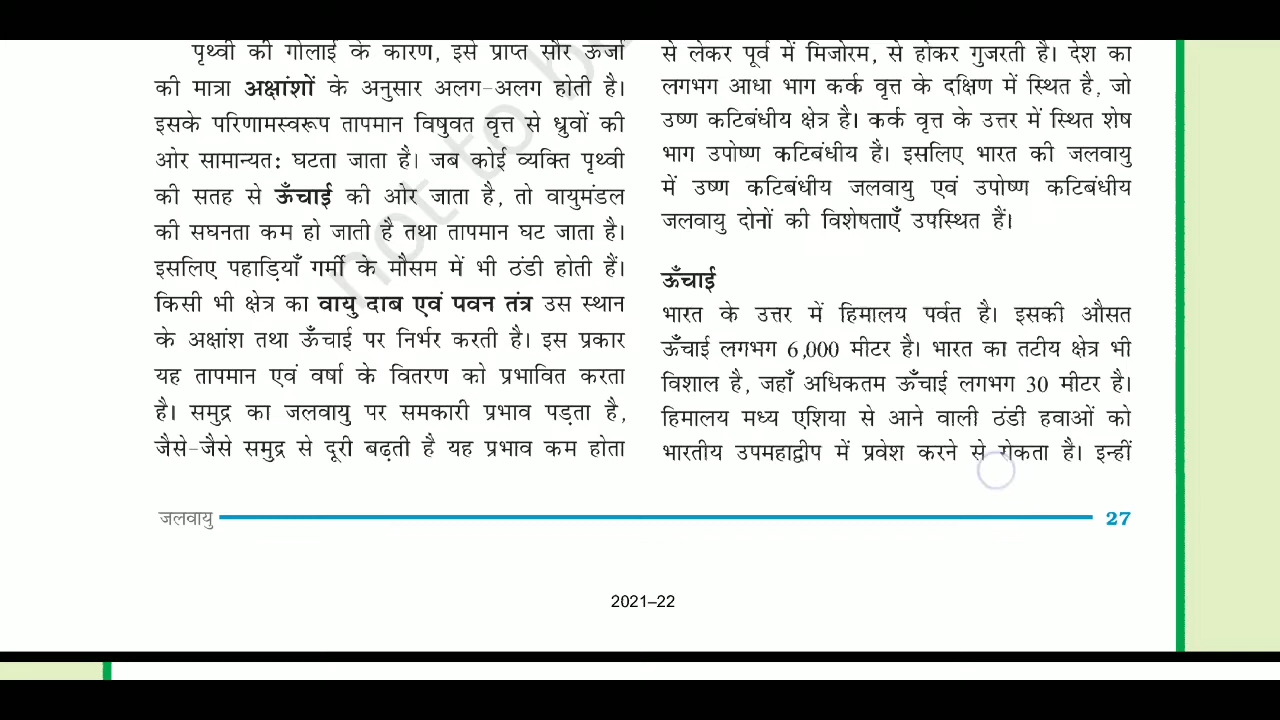 पृथ्वी की गोलाई के कारण, इसे प्राप्त सौर ऊर्जा
की मात्रा अक्षांशों के अनुसार अलग-अलग होती है।
इसके परिणामस्वरूप तापमान विषुवत वृत्त से ध्रुवों की
ओर सामान्यत: घटता जाता है। जब कोई व्यक्ति पृथ्वी
की सतह से ऊँचाई की ओर जाता है, तो वायुमंडल
की सघनता कम हो जाती है तथा तापमान घट जाता है।
इसलिए पहाड़ियाँ गर्मी के मौसम में भी ठंडी होती हैं।
किसी भी क्षेत्र का वायु दाब एवं पवन तंत्र उस स्थान
के अक्षांश तथा ऊँचाई पर निर्भर करती है। इस प्रकार
यह तापमान एवं वर्षा के वितरण को प्रभावित करता
है। समुद्र का जलवायु पर समकारी प्रभाव पड़ता है,
जैसे-जैसे समुद्र से दूरी बढ़ती है यह प्रभाव कम होता
से लेकर पूर्व में मिजोरम, से होकर गुजरती है। देश का
लगभग आधा भाग कर्क वृत्त के दक्षिण में स्थित है, जो
उष्ण कटिबंधीय क्षेत्र है। कर्क वृत्त के उत्तर में स्थित शेष
भाग उपोष्ण कटिबंधीय है। इसलिए भारत की जलवायु
में उष्ण कटिबंधीय जलवायु एवं उपोष्ण कटिबंधीय
जलवायु दोनों की विशेषताएँ उपस्थित हैं।
ऊँचाई
भारत के उत्तर में हिमालय पर्वत है। इसकी औसत
ऊँचाई लगभग 6,000 मीटर है। भारत का तटीय क्षेत्र भी
विशाल है, जहाँ अधिकतम ऊँचाई लगभग 30 मीटर है।
हिमालय मध्य एशिया से आने वाली ठंडी हवाओं को
भारतीय उपमहाद्वीप में प्रवेश करने से रोकता है। इन्हीं
not to b
जलवायु 27
2021–22